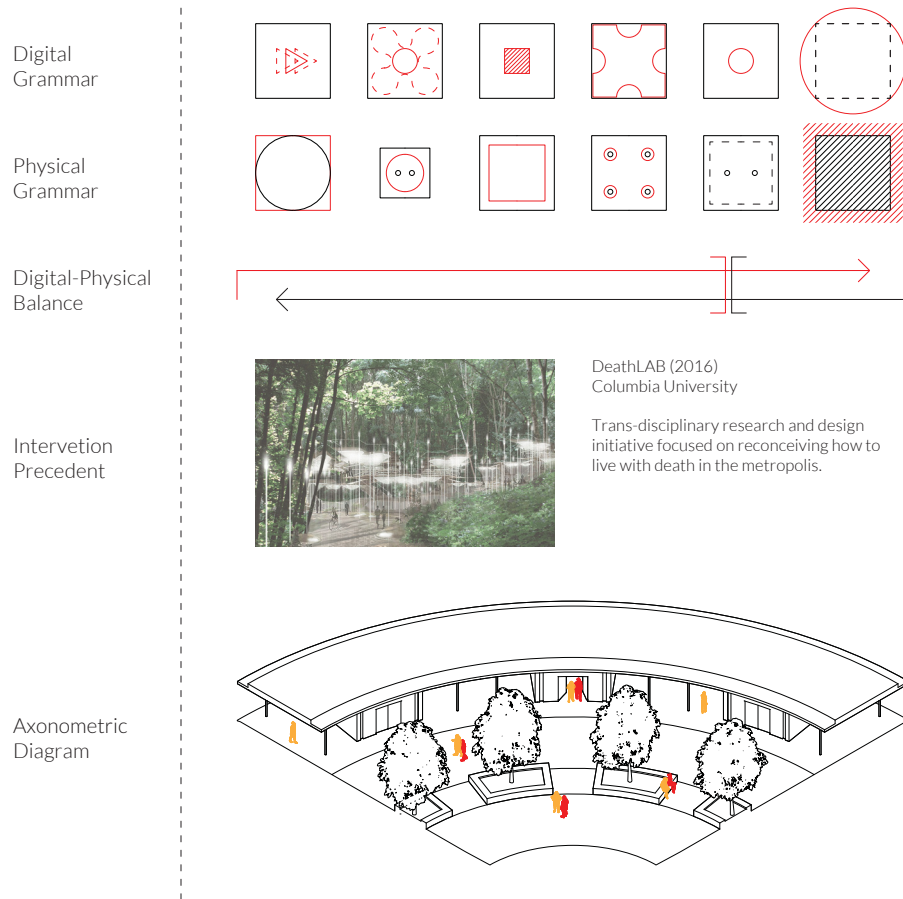 Digital
Grammar
Physical
Grammar
Digital-Physical
Balance
Intervetion
Precedent
DeathLAB (2016)
Columbia University
Trans-disciplinary research and design
initiative focused on reconceiving how to
live with death in the metropolis.
Axonometric
Diagram